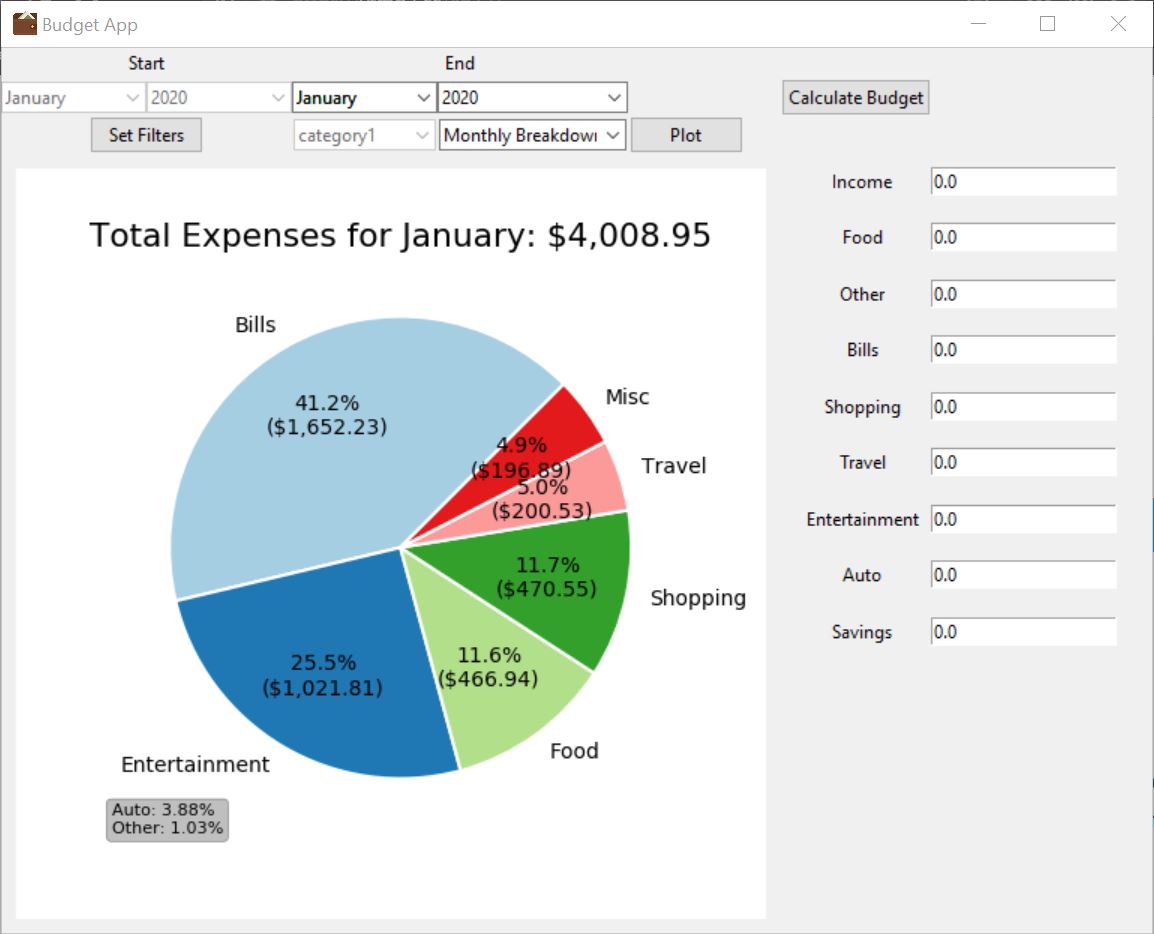 Budget App
Start End
January 2020 January 2020 Calculate Budget
Set Filters category1 Monthly Breakdown Plot
Total Expenses for January: $4,008.95
Bills
41.2%
($1,652.23)
Misc
4.9%
($196.89)
Travel
5.0%
($200.53)
11.7%
($470.55)
Shopping
11.6%
($466.94)
Food
25.5%
($1,021.81)
Entertainment
Auto: 3.88%
Other: 1.03%
Income 0.0
Food 0.0
Other 0.0
Bills 0.0
Shopping 0.0
Travel 0.0
Entertainment 0.0
Auto 0.0
Savings 0.0